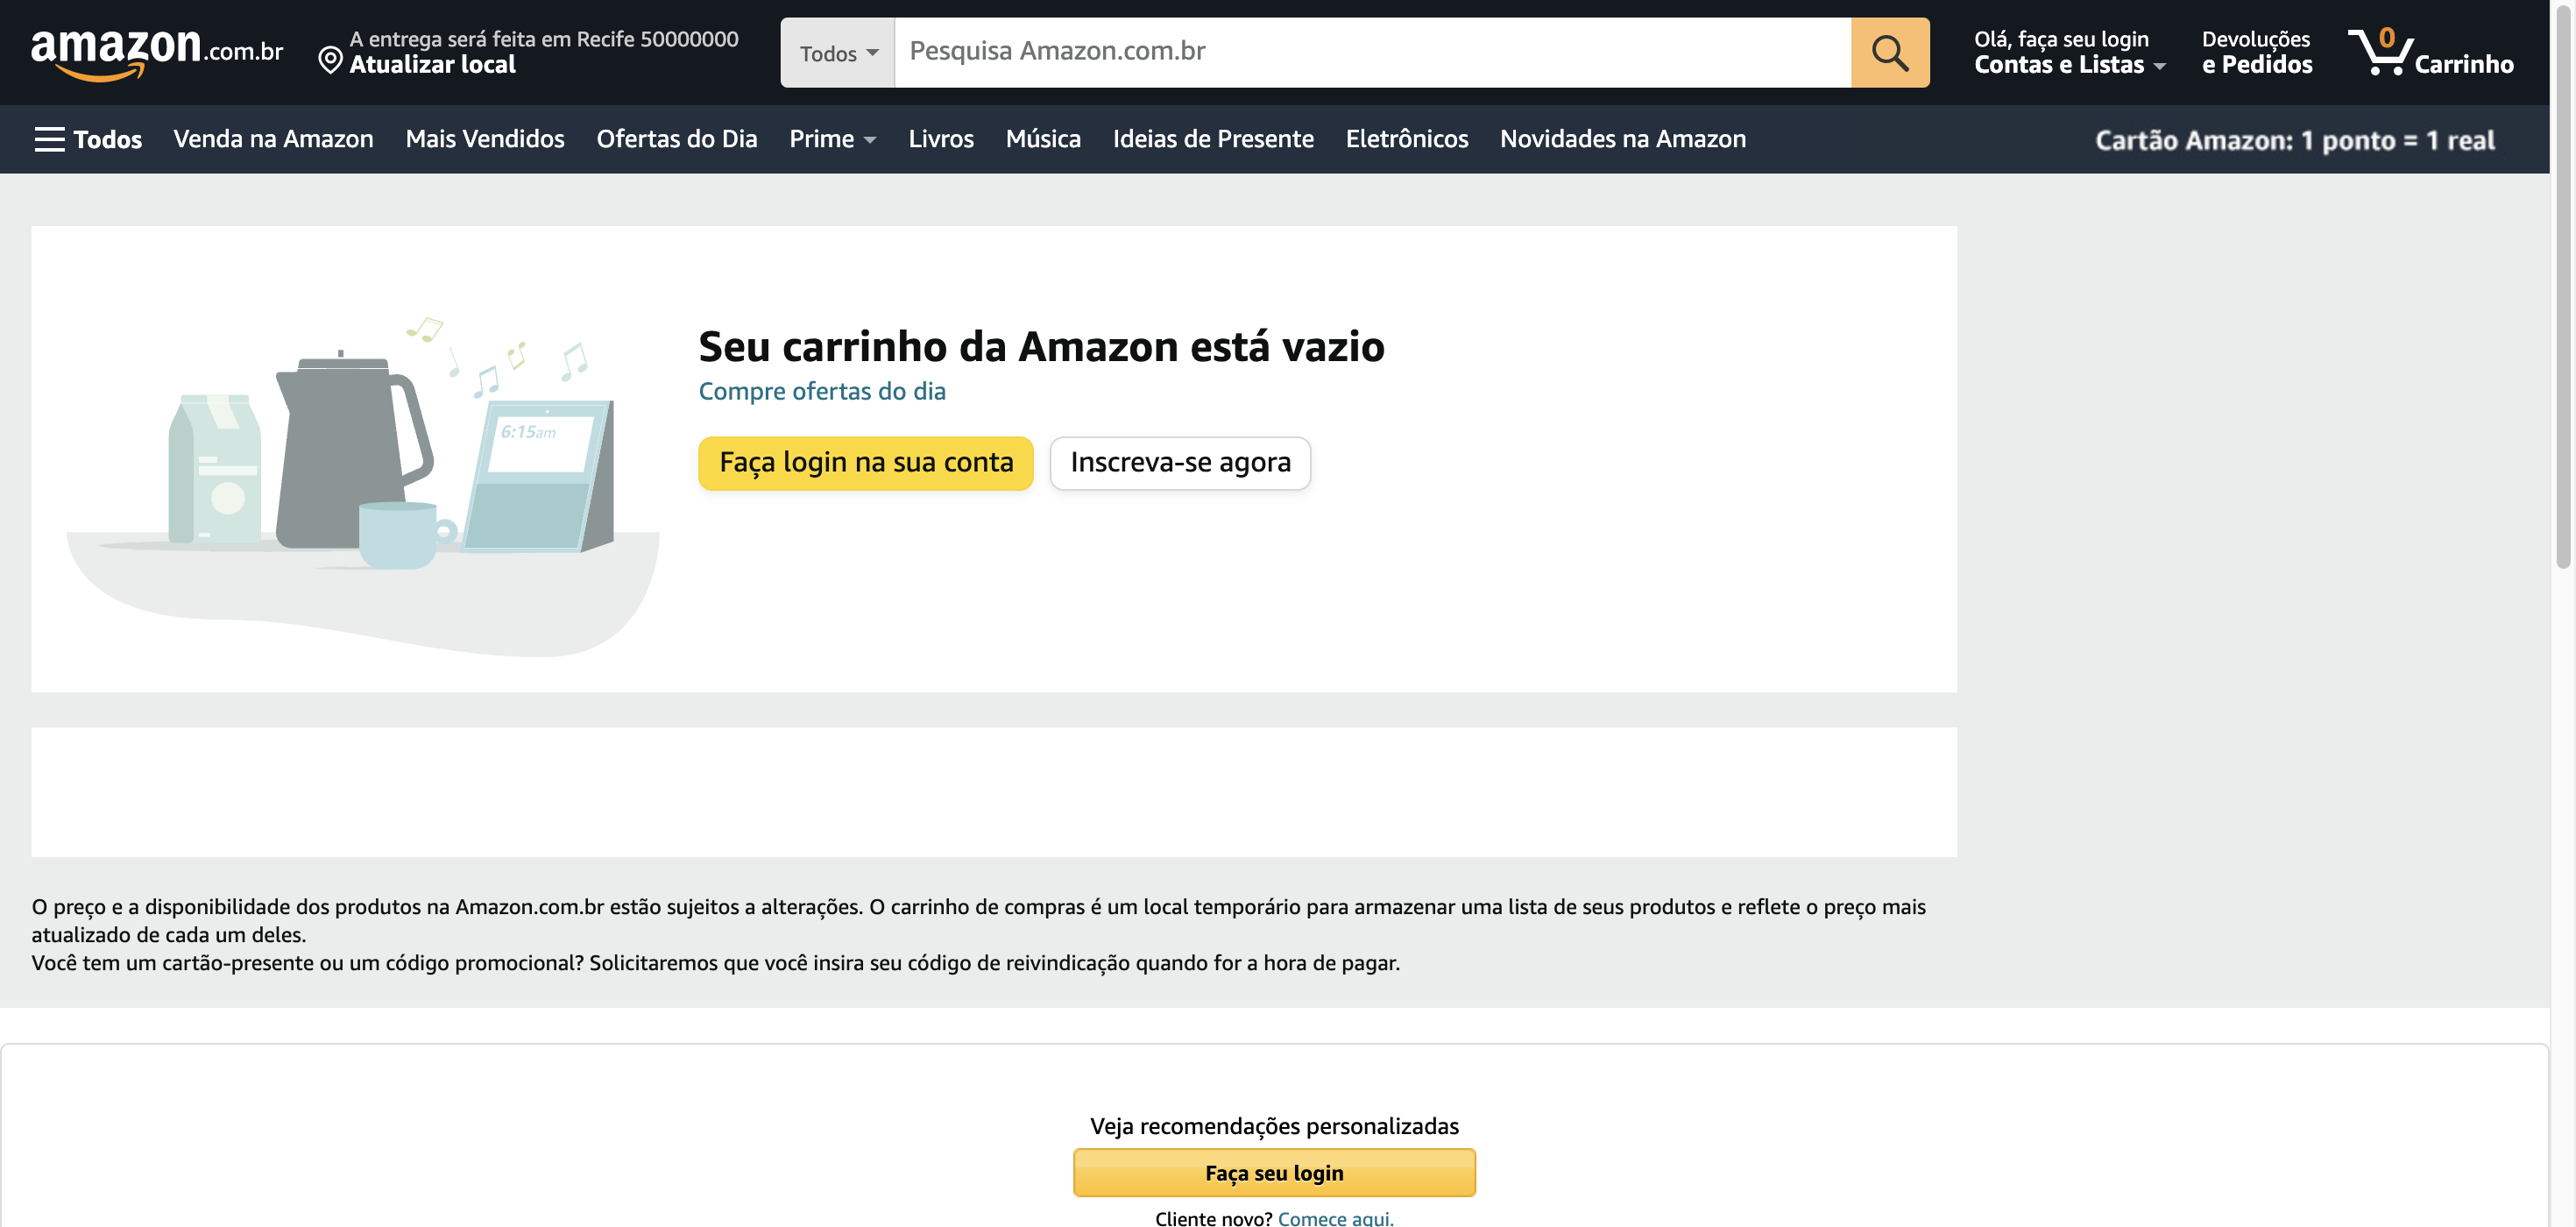 amazon.com.br
A entrega será feita em Recife 50000000
Atualizar local
Todos
Pesquisa Amazon.com.br
Olá, faça seu login
Contas e Listas
Devoluções
e Pedidos
0
Carrinho
Todos
Venda na Amazon
Mais Vendidos
Ofertas do Dia
Prime
Livros
Música
Ideias de Presente
Eletrônicos
Novidades na Amazon
Cartão Amazon: 1 ponto = 1 real
6:15am
Seu carrinho da Amazon está vazio
Compre ofertas do dia
Faça login na sua conta
Inscreva-se agora
O preço e a disponibilidade dos produtos na Amazon.com.br estão sujeitos a alterações. O carrinho de compras é um local temporário para armazenar uma lista de seus produtos e reflete o preço mais
atualizado de cada um deles.
Você tem um cartão-presente ou um código promocional? Solicitaremos que você insira seu código de reivindicação quando for a hora de pagar.
Veja recomendações personalizadas
Faça seu login
Cliente novo? Comece aqui.